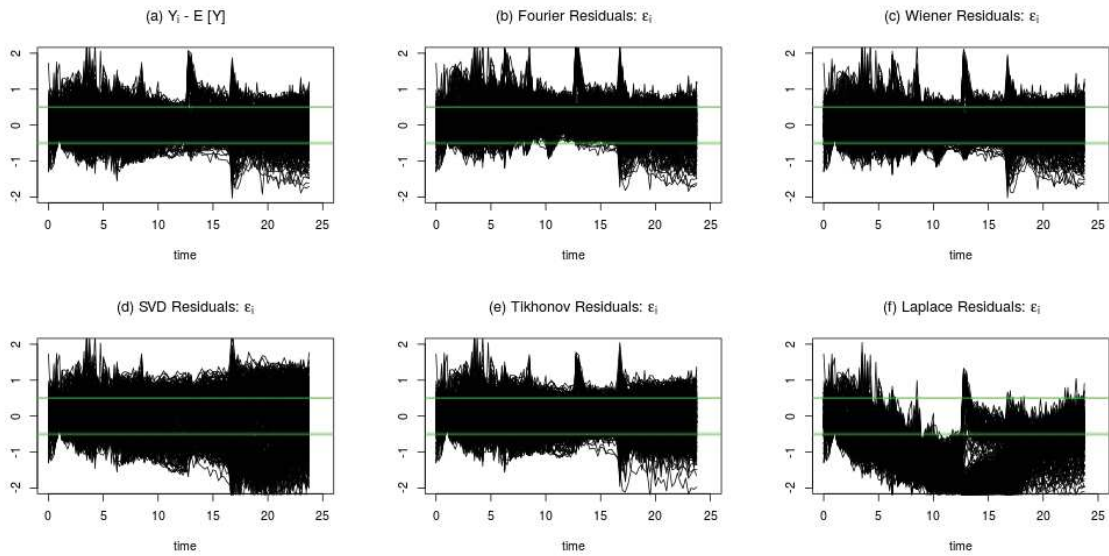 (a) Yᵢ - E [Y]
(b) Fourier Residuals: εᵢ
(c) Wiener Residuals: εᵢ
2
1
0
-1
-2
0 5 10 15 20 25
time
2
1
0
-1
-2
0 5 10 15 20 25
time
2
1
0
-1
-2
0 5 10 15 20 25
time
(d) SVD Residuals: εᵢ
(e) Tikhonov Residuals: εᵢ
(f) Laplace Residuals: εᵢ
2
1
0
-1
-2
0 5 10 15 20 25
time
2
1
0
-1
-2
0 5 10 15 20 25
time
2
1
0
-1
-2
0 5 10 15 20 25
time